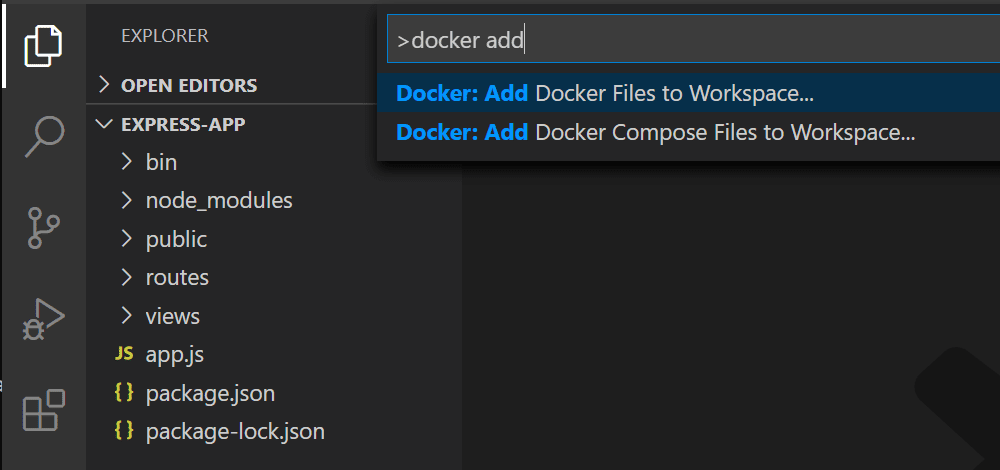 EXPLORER
OPEN EDITORS
EXPRESS-APP
bin
node_modules
public
routes
views
JS app.js
{} package.json
{} package-lock.json
>docker add
Docker: Add Docker Files to Workspace...
Docker: Add Docker Compose Files to Workspace...